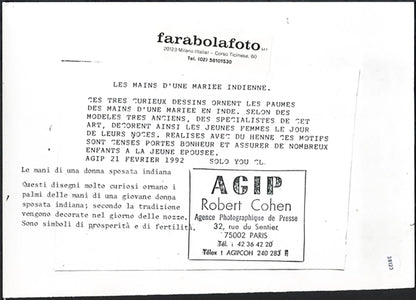 farabolafoto s.r.l.
20123 Milano (Italia) - Corso Ticinese, 60
Tel. (02) 58101530
LES MAINS D'UNE MARIEE INDIENNE.
CES TRES CURIEUX DESSINS ORNENT LES PAUMES
DES MAINS D'UNE MARIEE EN INDE. SELON DES
MODELES TRES ANCIENS, DES SPECIALISTES DE CET
ART, DECORENT AINSI LES JEUNES FEMMES LE JOUR
DE LEURS NOCES. REALISES AVEC DU HENNE CES MOTIFS
SONT CENSES PORTES BONHEUR ET ASSURER DE NOMBREUX
ENFANTS A LA JEUNE EPOUSEE.
AGIP 21 FEVRIER 1992 SOLO YOU CL.
Le mani di una donna sposata indiana
Questi disegni molto curiosi ornano i
palmi delle mani di una giovane donna
sposata indiana; secondo la tradizione
vengono decorate nel giorno delle nozze.
Sono simboli di prosperità e di fertilità.
AGIP
Robert Cohen
Agence Photographique de Presse
32, rue du Sentier
75002 PARIS
Tél. : 42 36 42 20
Télex : AGIPCOH 240 283 F